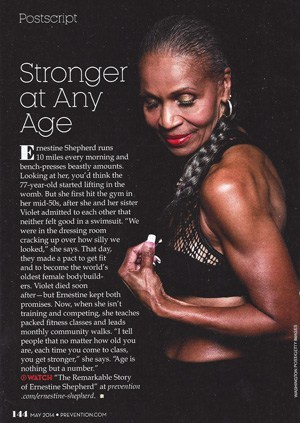 Postscript
Stronger
at Any
Age
Ernestine Shepherd runs
10 miles every morning and
bench-presses beastly amounts.
Looking at her, you'd think the
77-year-old started lifting in the
womb. But she first hit the gym in
her mid-50s, after she and her sister
Violet admitted to each other that
neither felt good in a swimsuit. "We
were in the dressing room
cracking up over how silly we
looked," she says. That day,
they made a pact to get fit
and to become the world's
oldest female bodybuild-
ers. Violet died soon
after—but Ernestine kept both
promises. Now, when she isn't
training and competing, she teaches
packed fitness classes and leads
monthly community walks. "I tell
people that no matter how old you
are, each time you come to class,
you get stronger," she says. "Age is
nothing but a number."
WATCH "The Remarkable Story
of Ernestine Shepherd" at prevention
.com/ernestine-shepherd. ■
144 MAY 2014 • PREVENTION.COM
WASHINGTON POST/GETTY IMAGES